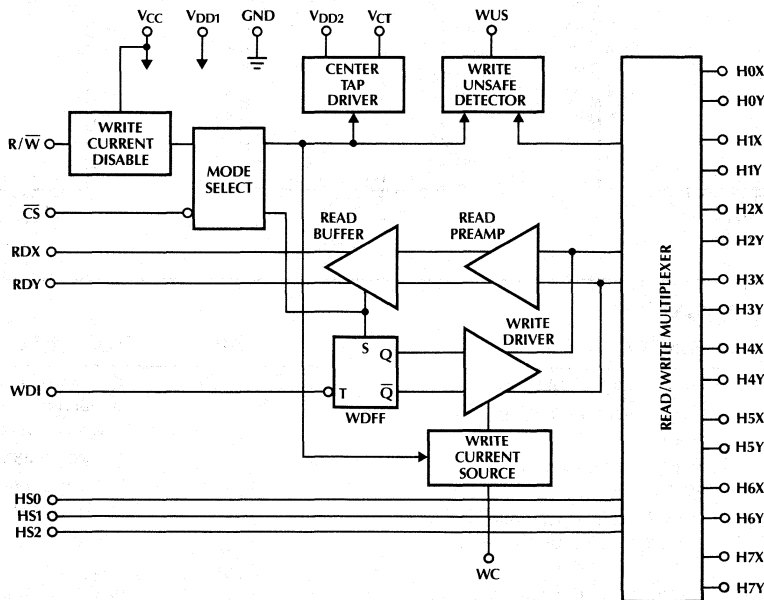 VCC
VDD1
GND
VDD2
VCT
WUS
CENTER
TAP
DRIVER
WRITE
UNSAFE
DETECTOR
H0X
H0Y
R/W̅
WRITE
CURRENT
DISABLE
MODE
SELECT
H1X
H1Y
C̅S̅
READ
BUFFER
READ
PREAMP
H2X
H2Y
RDX
RDY
H3X
H3Y
READ/WRITE MULTIPLEXER
WRITE
DRIVER
S
Q
H4X
H4Y
WDI
T
Q̅
WDFF
H5X
H5Y
WRITE
CURRENT
SOURCE
HS0
HS1
HS2
H6X
H6Y
WC
H7X
H7Y